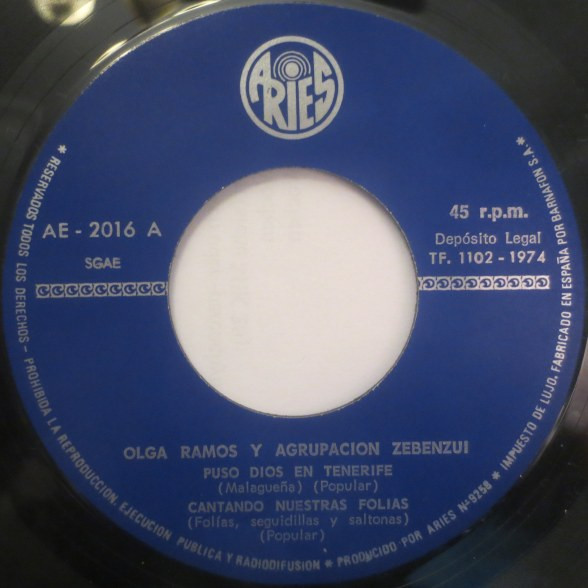 ARIES
AE - 2016 A
SGAE
45 r.p.m.
Depósito Legal
TF. 1102 - 1974
OLGA RAMOS Y AGRUPACION ZEBENZUI
PUSO DIOS EN TENERIFE
(Malagueña) (Popular)
CANTANDO NUESTRAS FOLIAS
(Folías, seguidillas y saltonas)
(Popular)
* RESERVADOS TODOS LOS DERECHOS - PROHIBIDA LA REPRODUCCION, EJECUCION PUBLICA Y RADIODIFUSION * PRODUCIDO POR ARIES Nº 9258 * IMPUESTO DE LUJO. FABRICADO EN ESPAÑA POR BARNAFON S.A. *